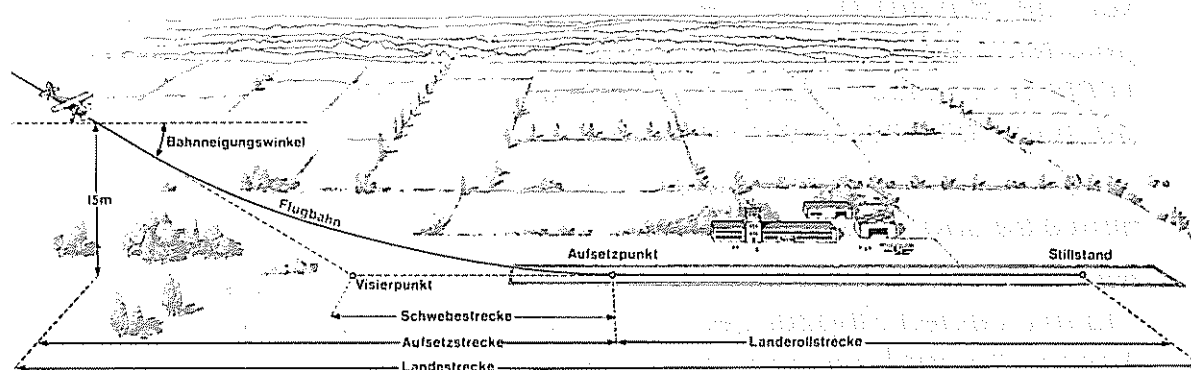 Bahnneigungswinkel
15m
Flugbahn
Aufsetzpunkt
Stillstand
Visierpunkt
Schwebestrecke
Aufsetzstrecke
Landerollstrecke
Landestrecke